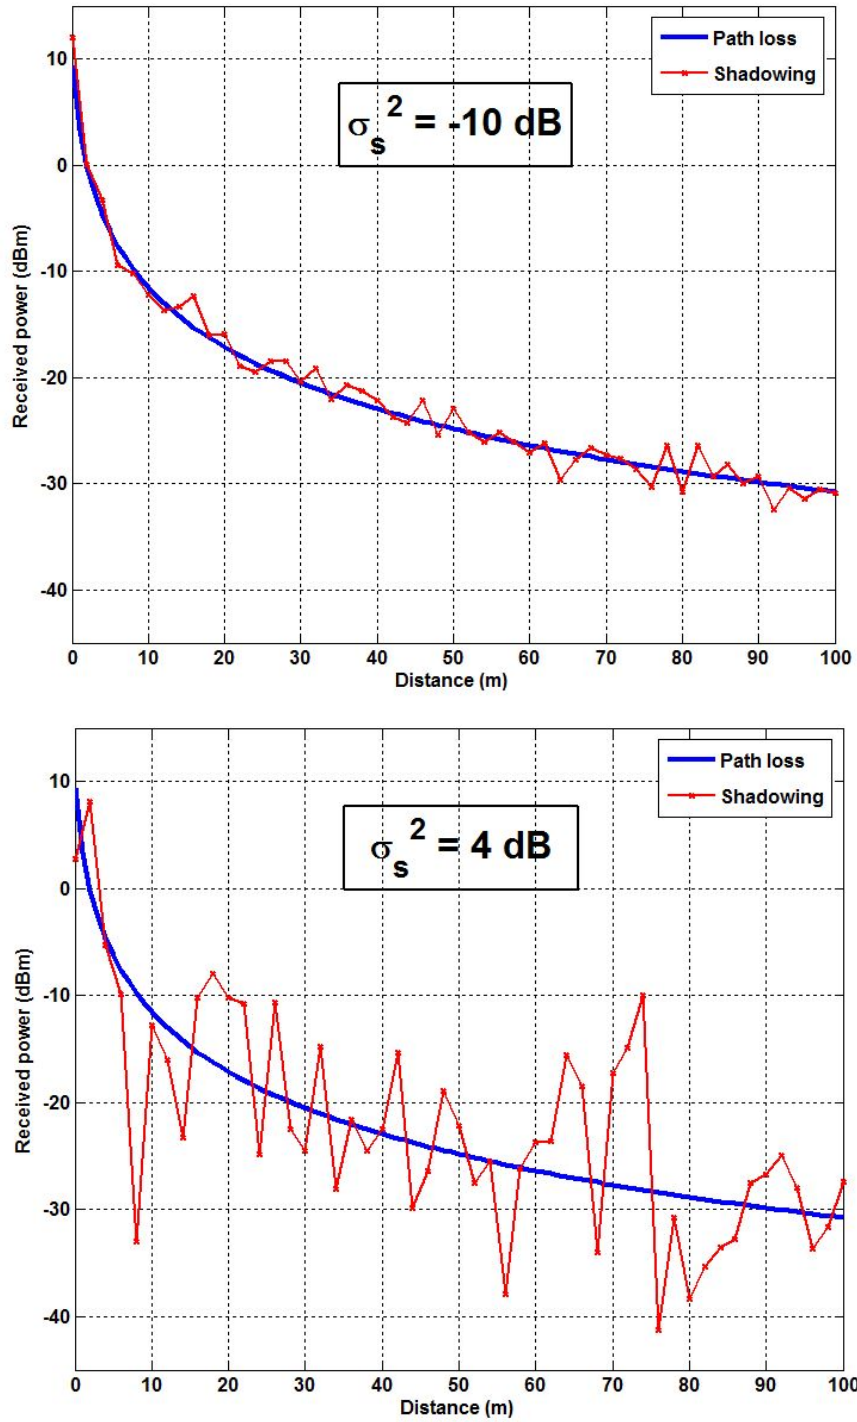 10
0
-10
-20
-30
-40
Received power (dBm)
Path loss
Shadowing
σs² = -10 dB
0 10 20 30 40 50 60 70 80 90 100
Distance (m)
10
0
-10
-20
-30
-40
Received power (dBm)
Path loss
Shadowing
σs² = 4 dB
0 10 20 30 40 50 60 70 80 90 100
Distance (m)